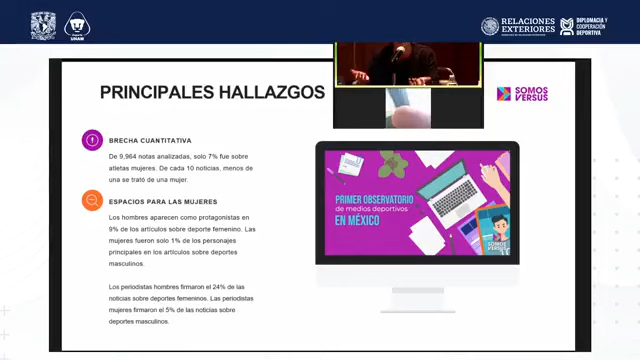 UNAM
RELACIONES
EXTERIORES
DIPLOMACIA Y
COOPERACIÓN
DEPORTIVA
PRINCIPALES HALLAZGOS
SOMOS
VERSUS
BRECHA CUANTITATIVA
De 9,964 notas analizadas, solo 7% fue sobre
atletas mujeres. De cada 10 noticias, menos de
una se trató de una mujer.
ESPACIOS PARA LAS MUJERES
Los hombres aparecen como protagonistas en
9% de los artículos sobre deporte femenino. Las
mujeres fueron solo 1% de los personajes
principales en los artículos sobre deportes
masculinos.
Los periodistas hombres firmaron el 24% de las
noticias sobre deportes femeninos. Las periodistas
mujeres firmaron el 5% de las noticias sobre
deportes masculinos.
PRIMER OBSERVATORIO
de medios deportivos
EN MÉXICO
SOMOS
VERSUS